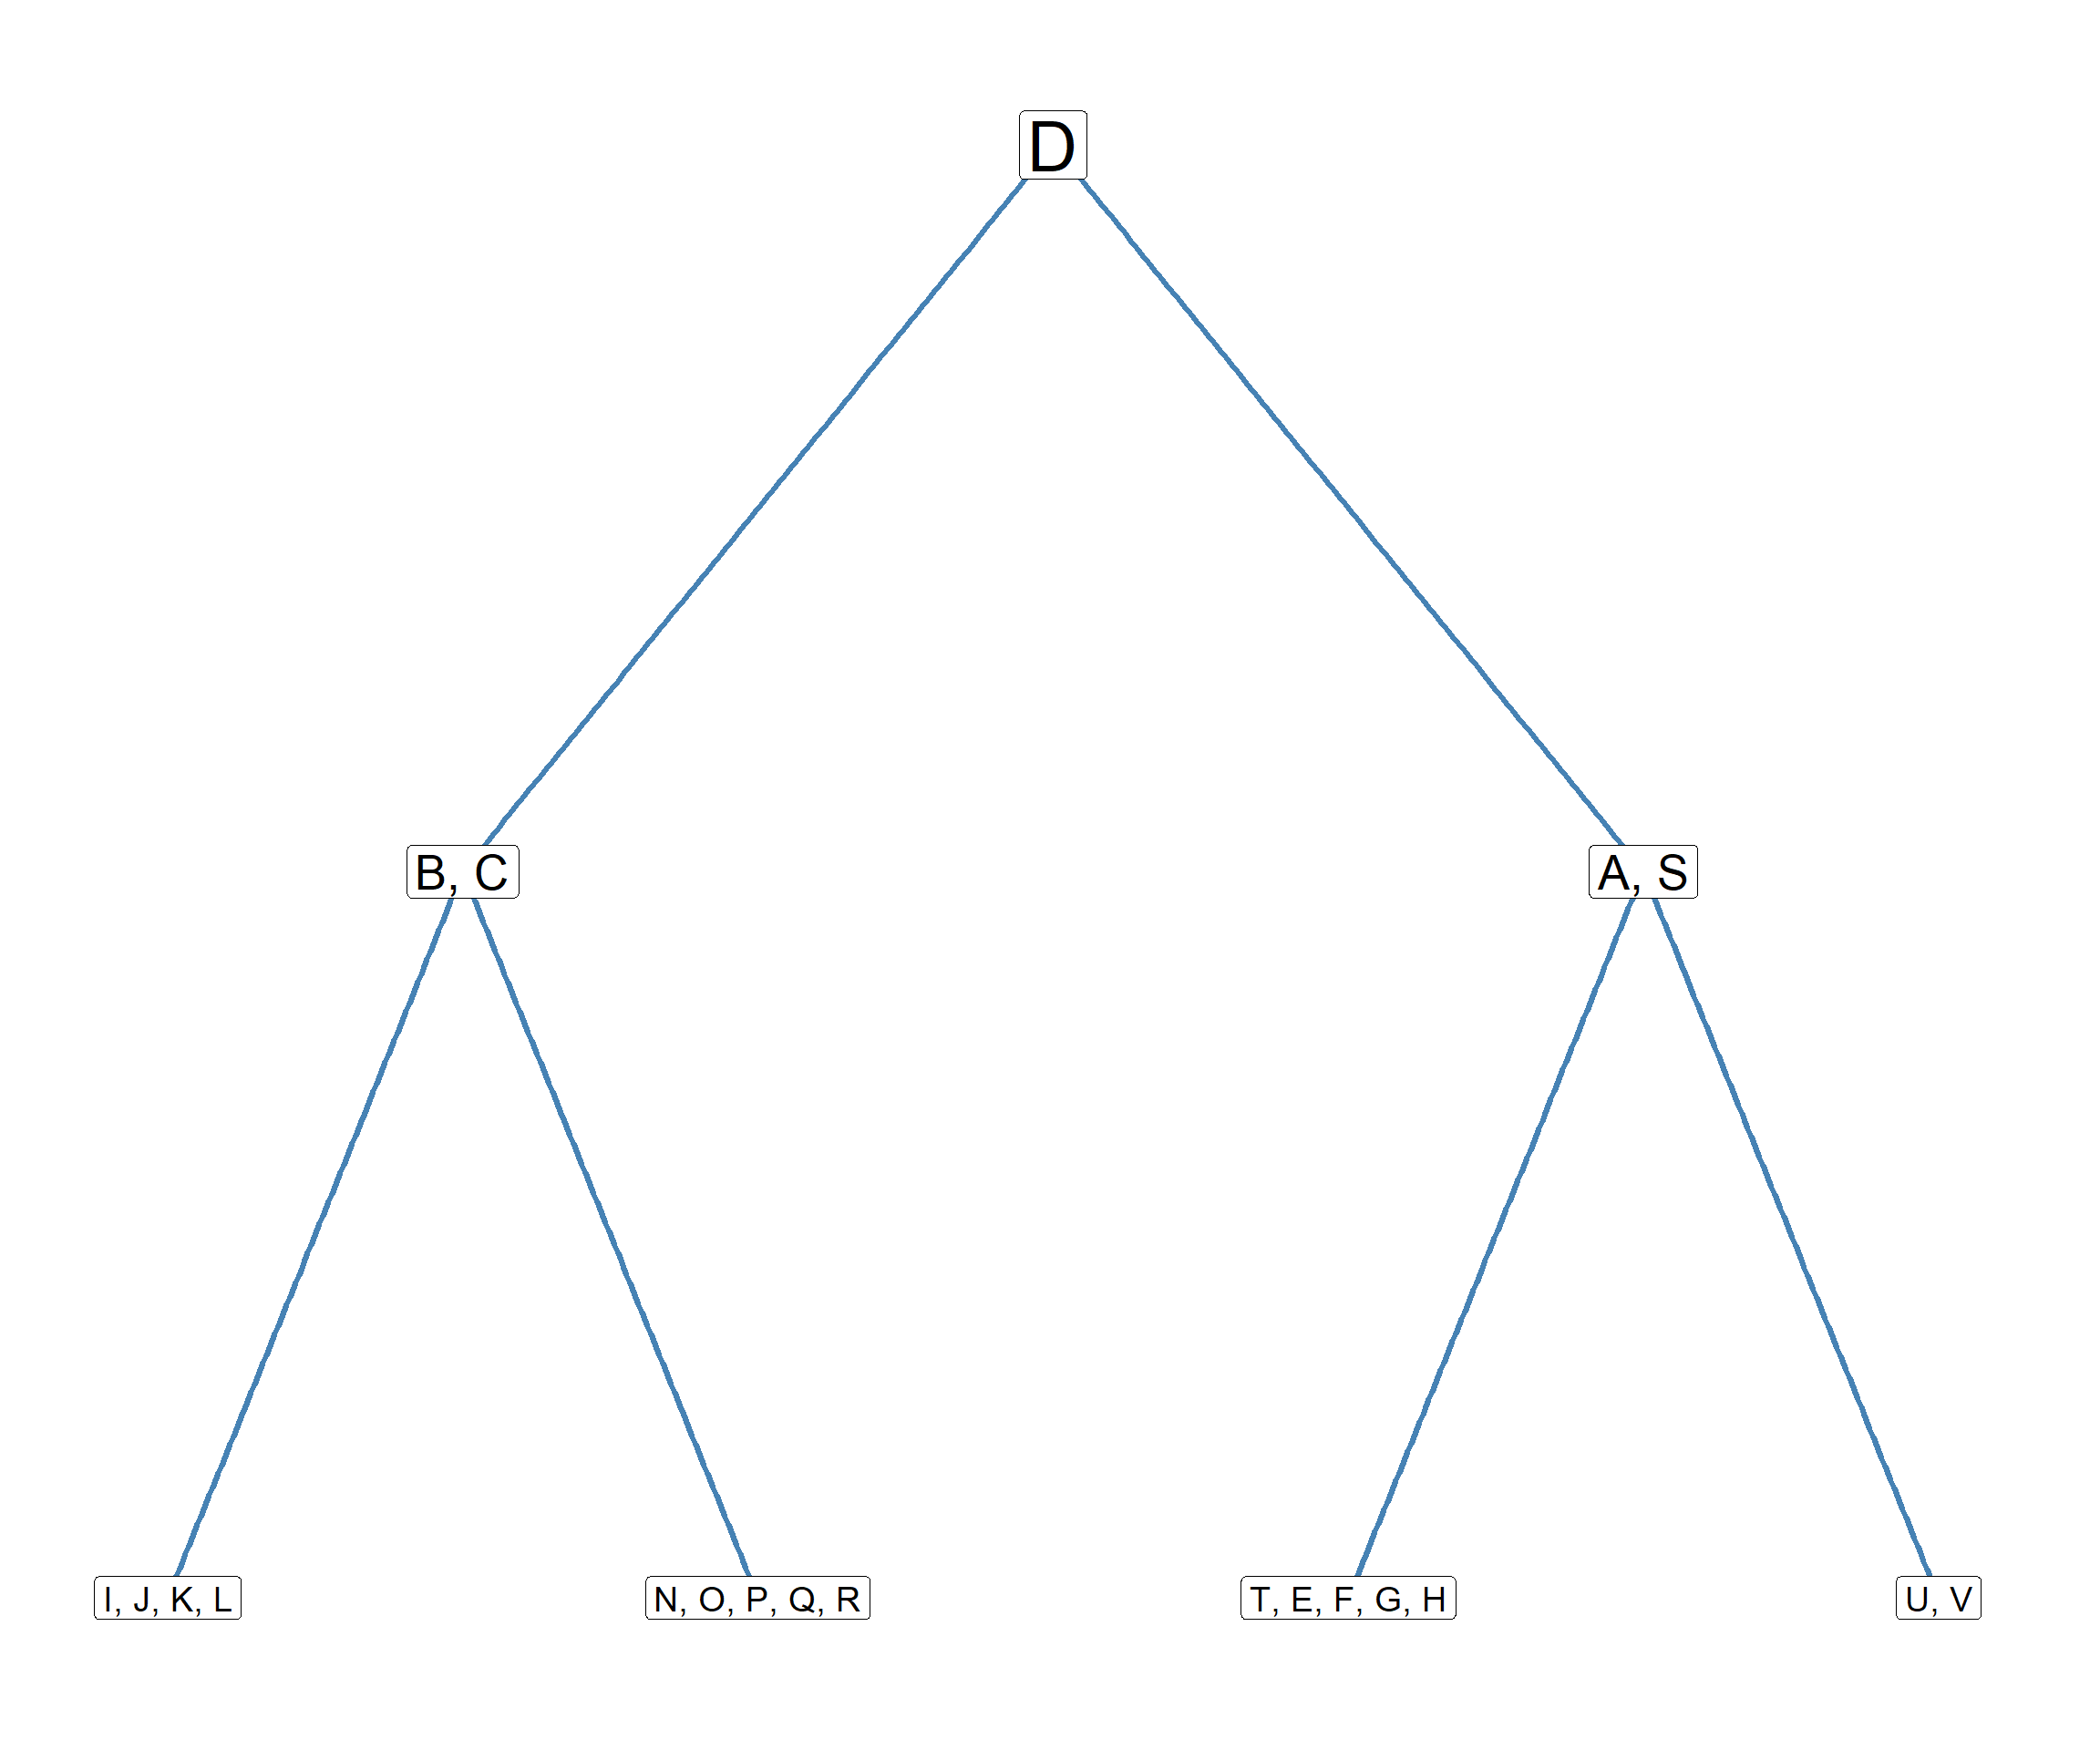 D
B, C
A, S
I, J, K, L
N, O, P, Q, R
T, E, F, G, H
U, V